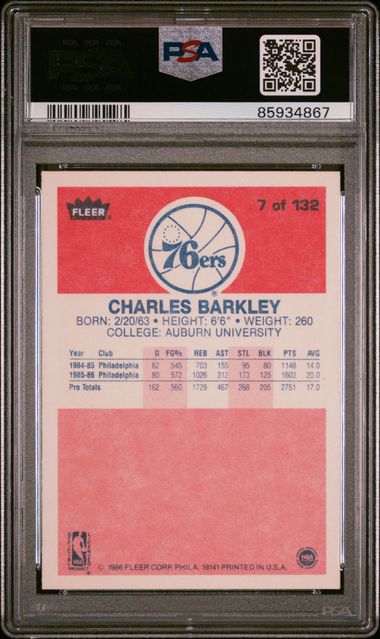 PSA
85934867
FLEER
7 of 132
76ers
®
CHARLES BARKLEY
BORN: 2/20/63 • HEIGHT: 6'6" • WEIGHT: 260
COLLEGE: AUBURN UNIVERSITY
Year Club G FG% REB AST STL BLK PTS AVG
1984-85 Philadelphia 82 545 703 155 95 80 1148 14.0
1985-86 Philadelphia 80 572 1026 312 173 125 1603 20.0
Pro Totals 162 560 1729 467 268 205 2751 17.0
NBA
© 1986 FLEER CORP. PHILA. 19141 PRINTED IN U.S.A.
PSA